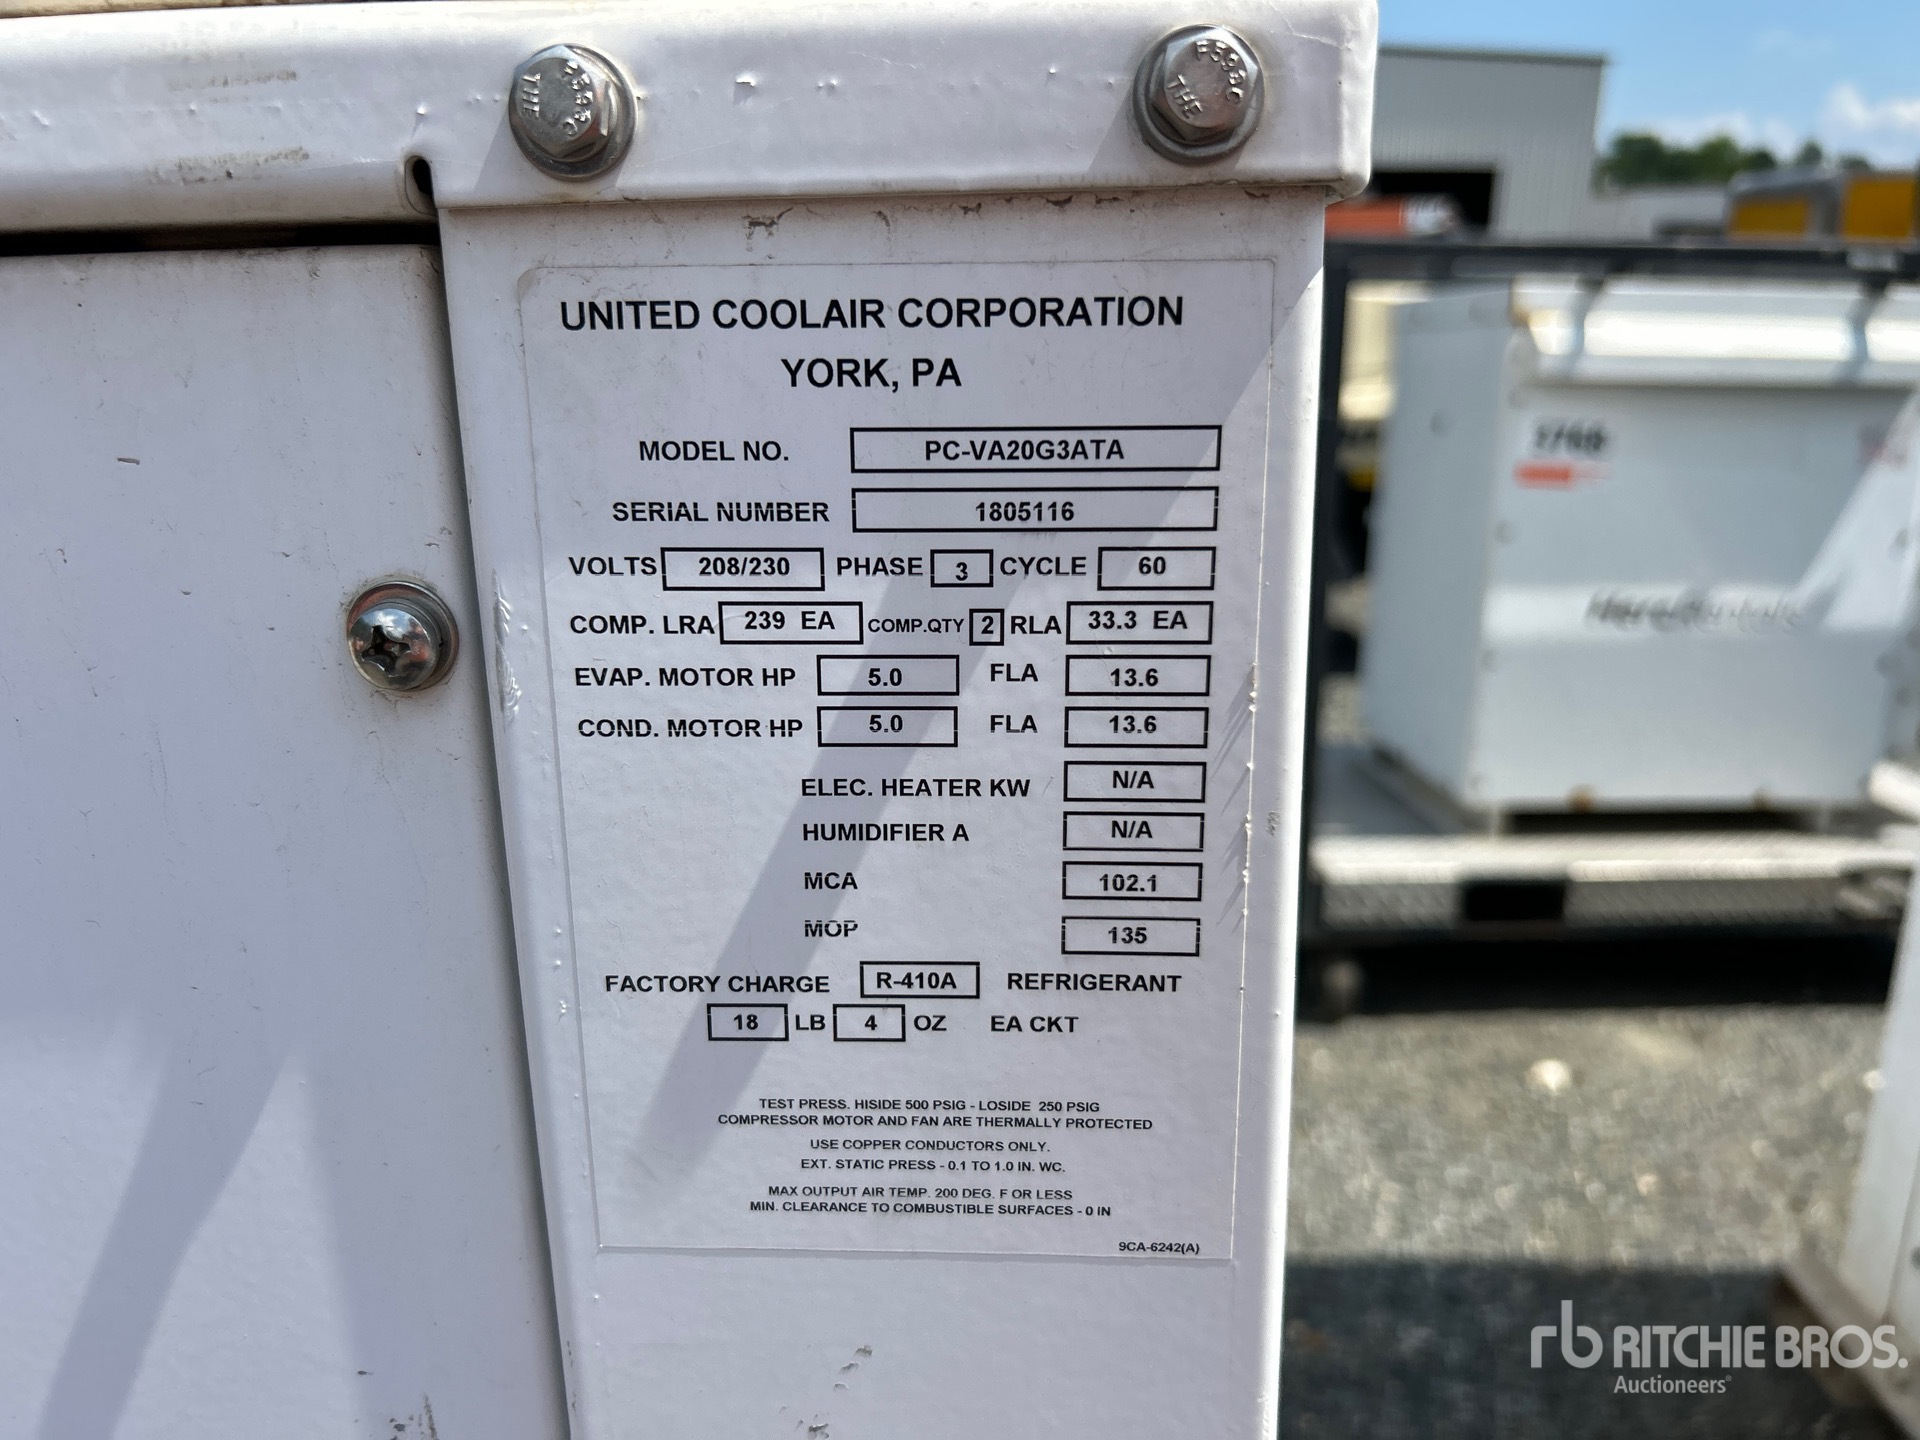 F593C
THE
F593C
THE
UNITED COOLAIR CORPORATION
YORK, PA
MODEL NO. PC-VA20G3ATA
SERIAL NUMBER 1805116
VOLTS 208/230 PHASE 3 CYCLE 60
COMP. LRA 239 EA COMP.QTY 2 RLA 33.3 EA
EVAP. MOTOR HP 5.0 FLA 13.6
COND. MOTOR HP 5.0 FLA 13.6
ELEC. HEATER KW N/A
HUMIDIFIER A N/A
MCA 102.1
MOP 135
FACTORY CHARGE R-410A REFRIGERANT
18 LB 4 OZ EA CKT
TEST PRESS. HISIDE 500 PSIG - LOSIDE 250 PSIG
COMPRESSOR MOTOR AND FAN ARE THERMALLY PROTECTED
USE COPPER CONDUCTORS ONLY.
EXT. STATIC PRESS - 0.1 TO 1.0 IN. WC.
MAX OUTPUT AIR TEMP. 200 DEG. F OR LESS
MIN. CLEARANCE TO COMBUSTIBLE SURFACES - 0 IN
9CA-6242(A)
rb RITCHIE BROS.
Auctioneers